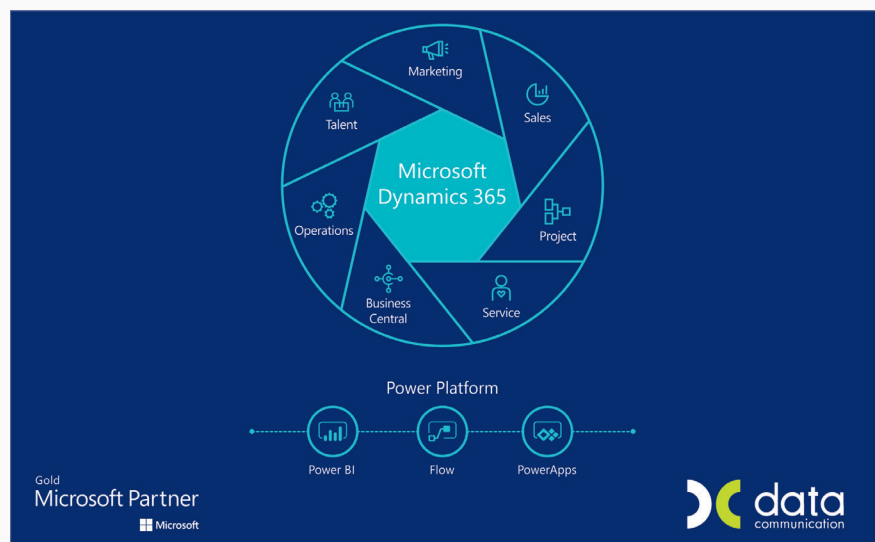 Marketing
Sales
Talent
Microsoft
Dynamics 365
Operations
Project
Business
Central
Service
Power Platform
Power BI
Flow
PowerApps
Gold
Microsoft Partner
Microsoft
data
communication